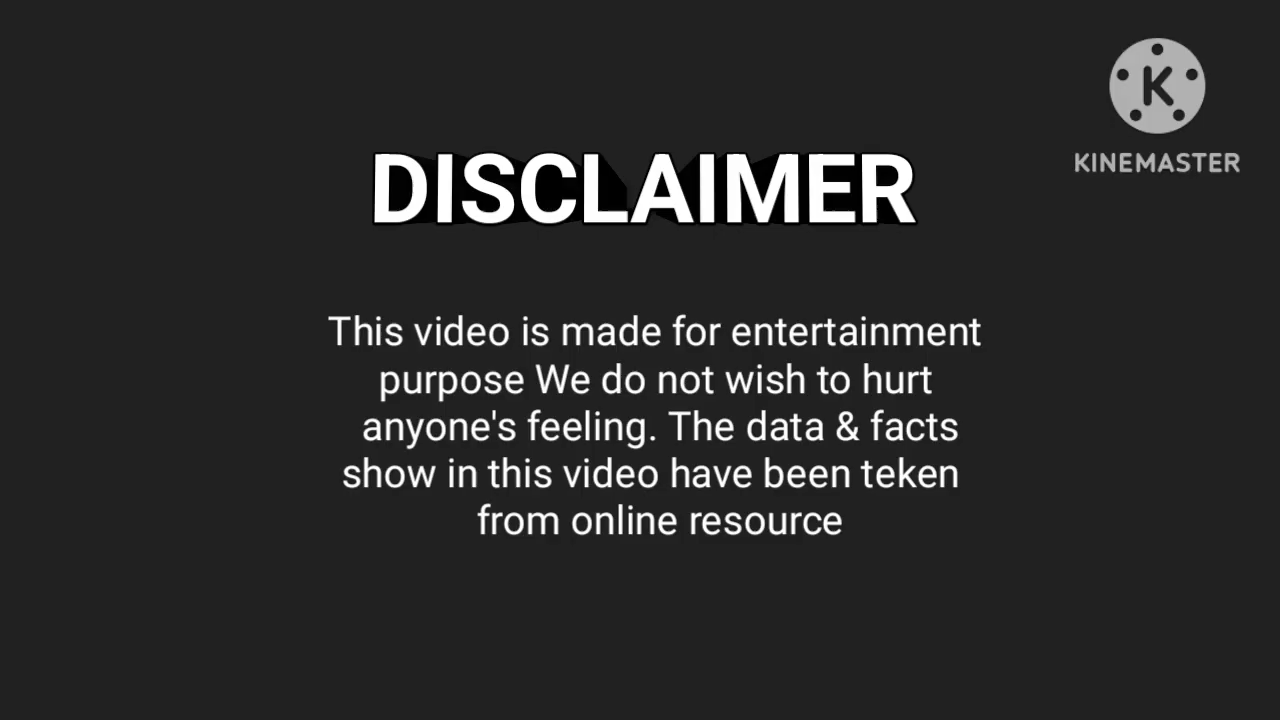 K
KINEMASTER
DISCLAIMER
This video is made for entertainment
purpose We do not wish to hurt
anyone's feeling. The data & facts
show in this video have been teken
from online resource